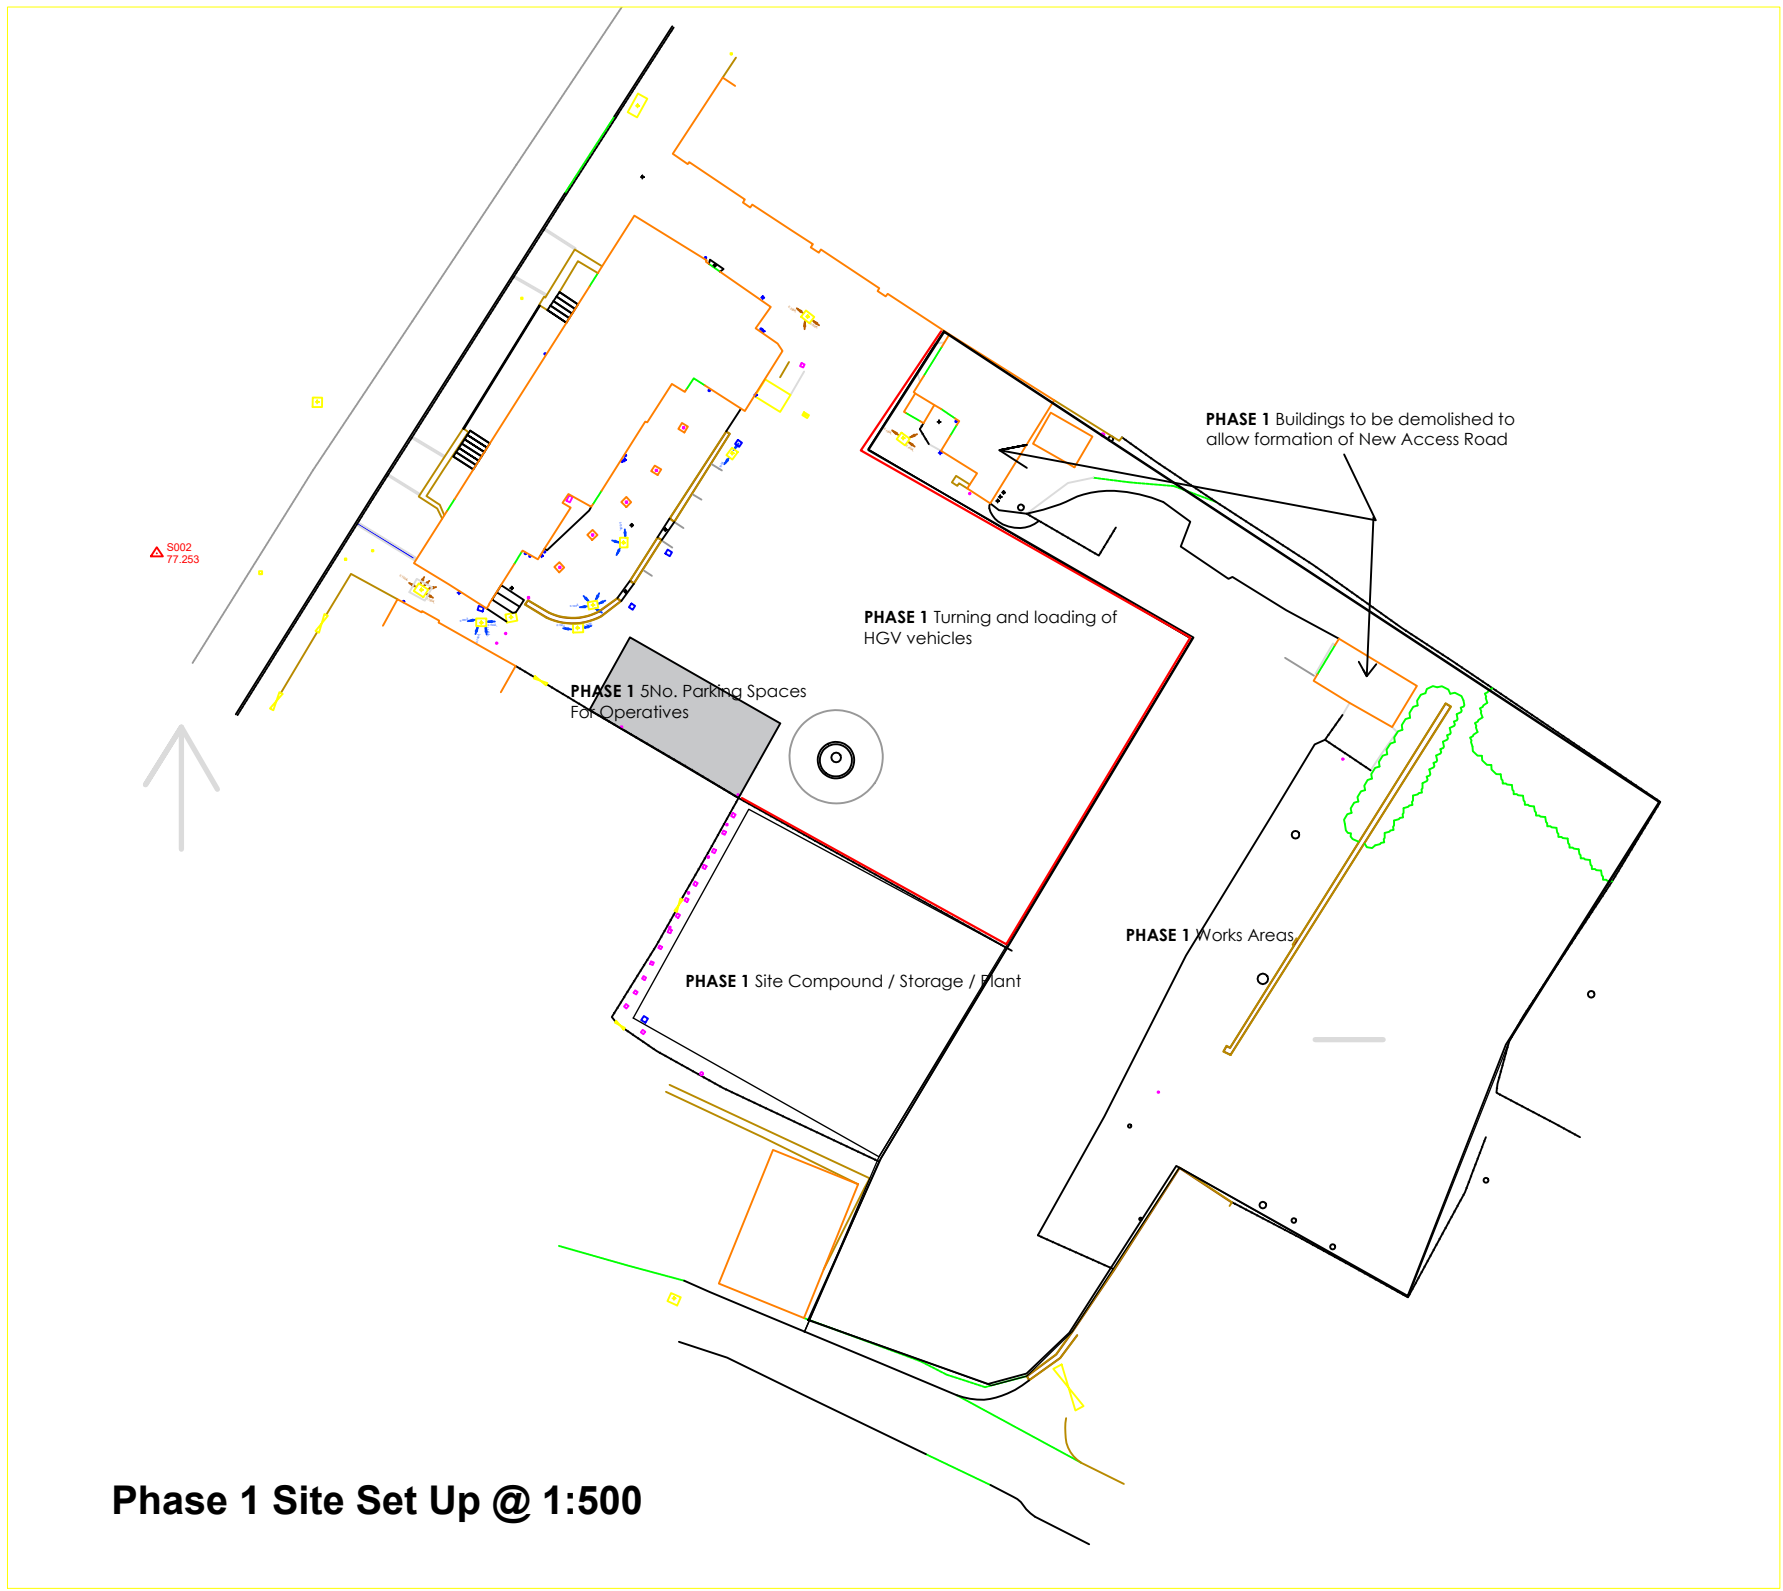 PHASE 1 Buildings to be demolished to
allow formation of New Access Road
S002
77.253
PHASE 1 Turning and loading of
HGV vehicles
PHASE 1 5No. Parking Spaces
For Operatives
PHASE 1 Works Areas
PHASE 1 Site Compound / Storage / Plant
Phase 1 Site Set Up @ 1:500